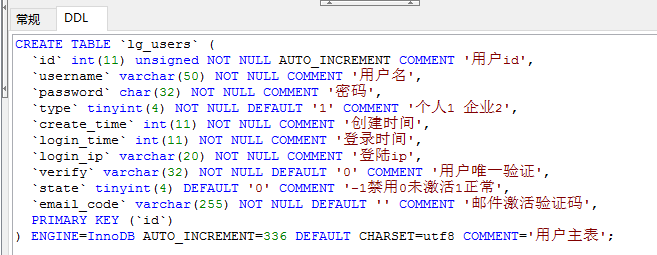 常规 DDL
CREATE TABLE `lg_users` (
`id` int(11) unsigned NOT NULL AUTO_INCREMENT COMMENT '用户id',
`username` varchar(50) NOT NULL COMMENT '用户名',
`password` char(32) NOT NULL COMMENT '密码',
`type` tinyint(4) NOT NULL DEFAULT '1' COMMENT '个人1 企业2',
`create_time` int(11) NOT NULL COMMENT '创建时间',
`login_time` int(11) NOT NULL COMMENT '登录时间',
`login_ip` varchar(20) NOT NULL COMMENT '登陆ip',
`verify` varchar(32) NOT NULL DEFAULT '0' COMMENT '用户唯一验证',
`state` tinyint(4) DEFAULT '0' COMMENT '-1禁用0未激活1正常',
`email_code` varchar(255) NOT NULL DEFAULT '' COMMENT '邮件激活验证码',
PRIMARY KEY (`id`)
) ENGINE=InnoDB AUTO_INCREMENT=336 DEFAULT CHARSET=utf8 COMMENT='用户主表';